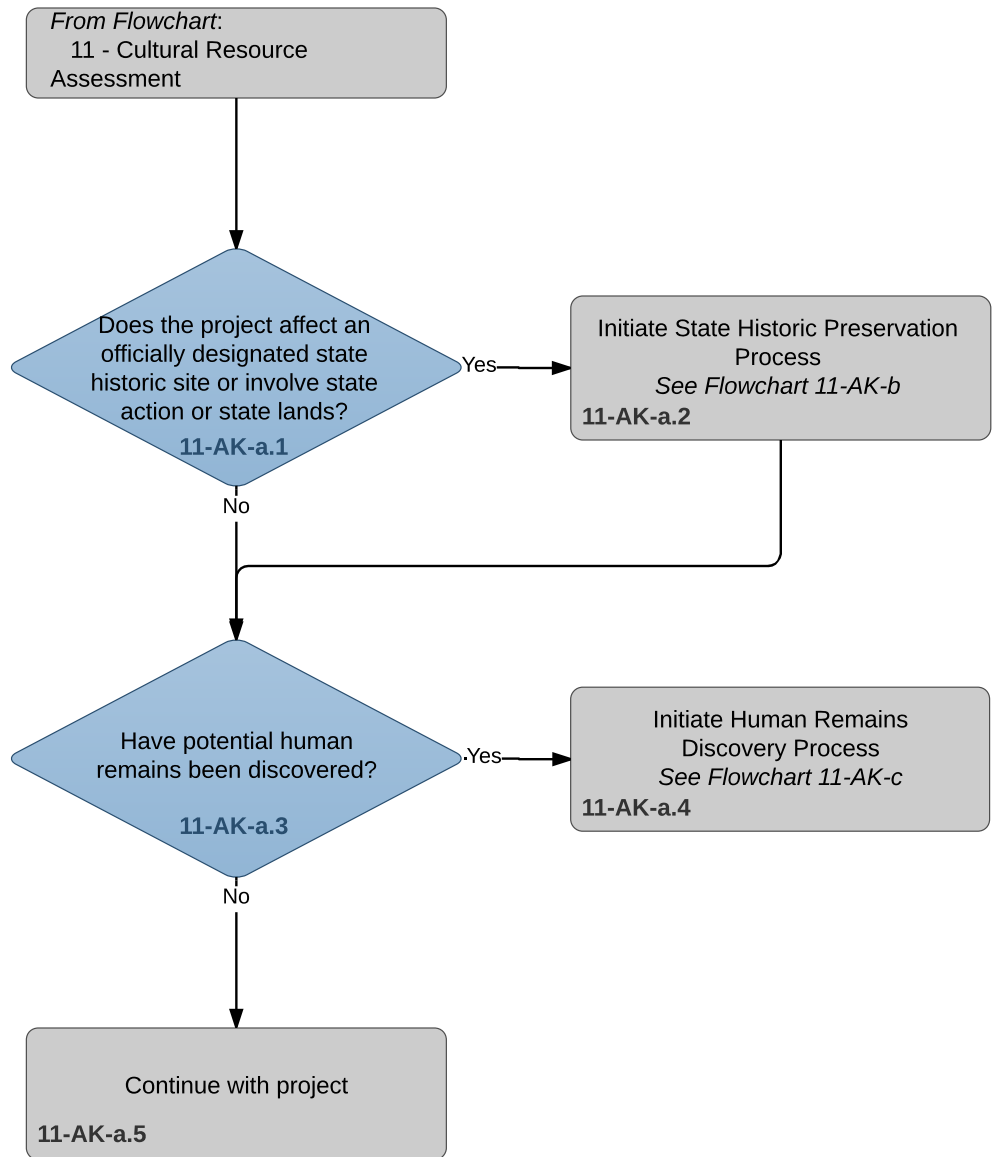 From Flowchart:
11 - Cultural Resource
Assessment
Does the project affect an
officially designated state
historic site or involve state
action or state lands?
11-AK-a.1
Yes
Initiate State Historic Preservation
Process
See Flowchart 11-AK-b
11-AK-a.2
No
Have potential human
remains been discovered?
11-AK-a.3
Yes
Initiate Human Remains
Discovery Process
See Flowchart 11-AK-c
11-AK-a.4
No
Continue with project
11-AK-a.5